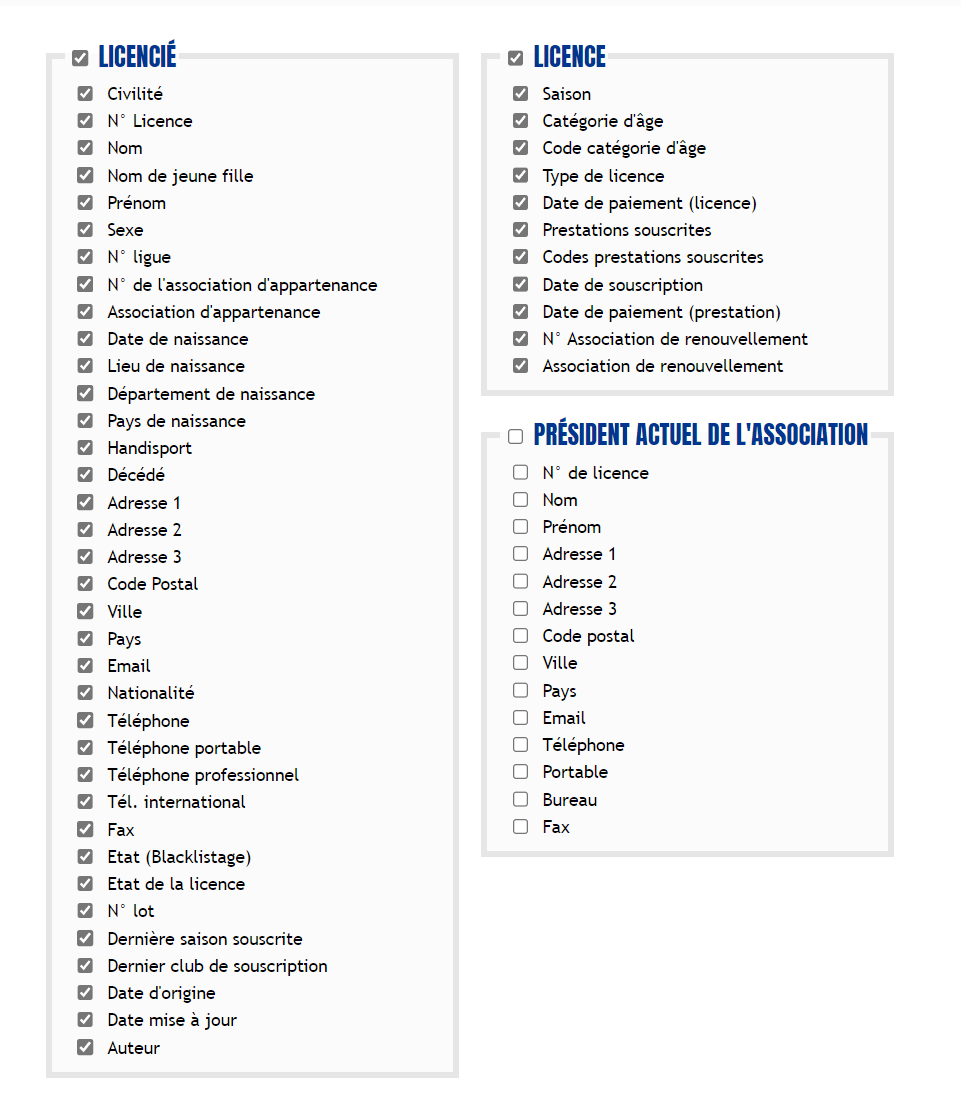 LICENCIÉ
Civilité
N° Licence
Nom
Nom de jeune fille
Prénom
Sexe
N° ligue
N° de l'association d'appartenance
Association d'appartenance
Date de naissance
Lieu de naissance
Département de naissance
Pays de naissance
Handisport
Décédé
Adresse 1
Adresse 2
Adresse 3
Code Postal
Ville
Pays
Email
Nationalité
Téléphone
Téléphone portable
Téléphone professionnel
Tél. international
Fax
Etat (Blacklistage)
Etat de la licence
N° lot
Dernière saison souscrite
Dernier club de souscription
Date d'origine
Date mise à jour
Auteur
LICENCE
Saison
Catégorie d'âge
Code catégorie d'âge
Type de licence
Date de paiement (licence)
Prestations souscrites
Codes prestations souscrites
Date de souscription
Date de paiement (prestation)
N° Association de renouvellement
Association de renouvellement
PRÉSIDENT ACTUEL DE L'ASSOCIATION
N° de licence
Nom
Prénom
Adresse 1
Adresse 2
Adresse 3
Code postal
Ville
Pays
Email
Téléphone
Portable
Bureau
Fax